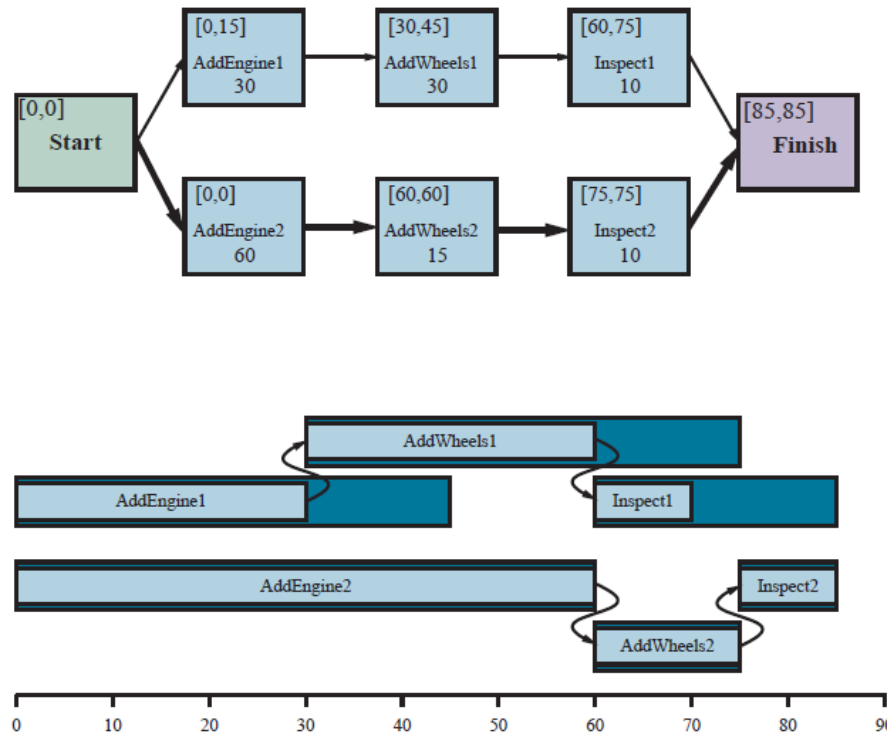 [0,15]
AddEngine1
30
[30,45]
AddWheels1
30
[60,75]
Inspect1
10
[0,0]
Start
[85,85]
Finish
[0,0]
AddEngine2
60
[60,60]
AddWheels2
15
[75,75]
Inspect2
10
AddWheels1
AddEngine1
Inspect1
AddEngine2
Inspect2
AddWheels2
0 10 20 30 40 50 60 70 80 90